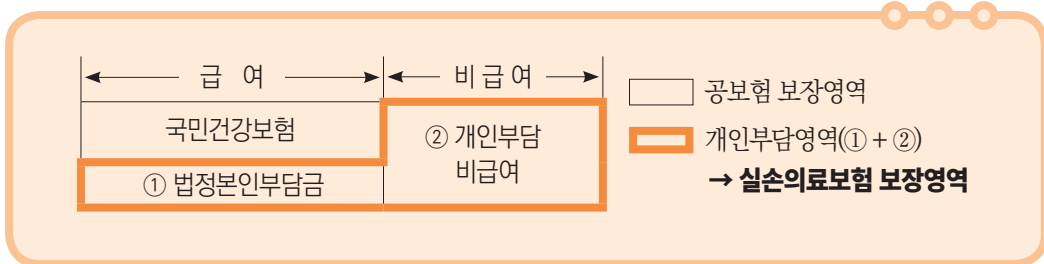 급 여
비 급 여
국민건강보험
① 법정본인부담금
② 개인부담
비급여
공보험 보장영역
개인부담영역(① + ②)
→ 실손의료보험 보장영역